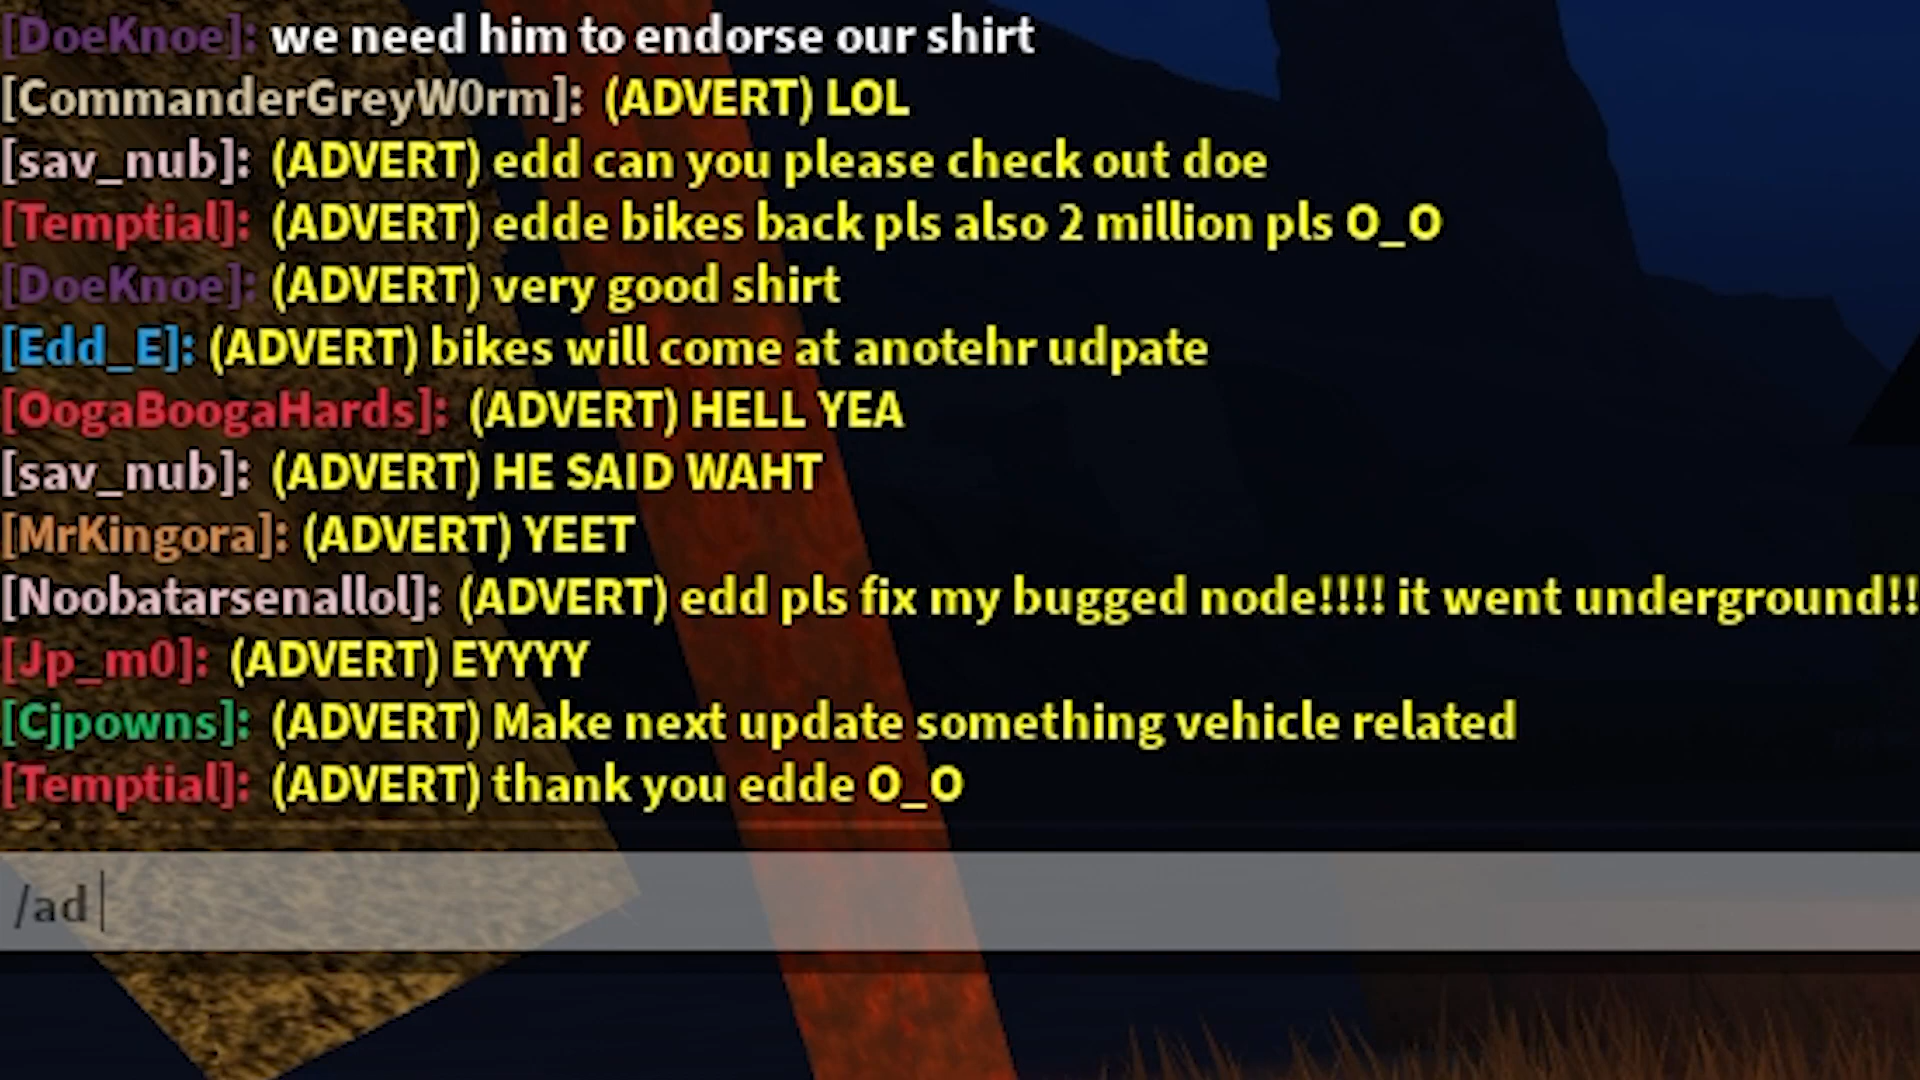 [DoeKnoe]: we need him to endorse our shirt
[CommanderGreyW0rm]: (ADVERT) LOL
[sav_nub]: (ADVERT) edd can you please check out doe
[Temptial]: (ADVERT) edde bikes back pls also 2 million pls O_O
[DoeKnoe]: (ADVERT) very good shirt
[Edd_E]: (ADVERT) bikes will come at anotehr udpate
[OogaBoogaHards]: (ADVERT) HELL YEA
[sav_nub]: (ADVERT) HE SAID WAHT
[MrKingora]: (ADVERT) YEET
[Noobatarsenallol]: (ADVERT) edd pls fix my bugged node!!!! it went underground!!
[Jp_m0]: (ADVERT) EYYYY
[Cjpowns]: (ADVERT) Make next update something vehicle related
[Temptial]: (ADVERT) thank you edde O_O
/ad